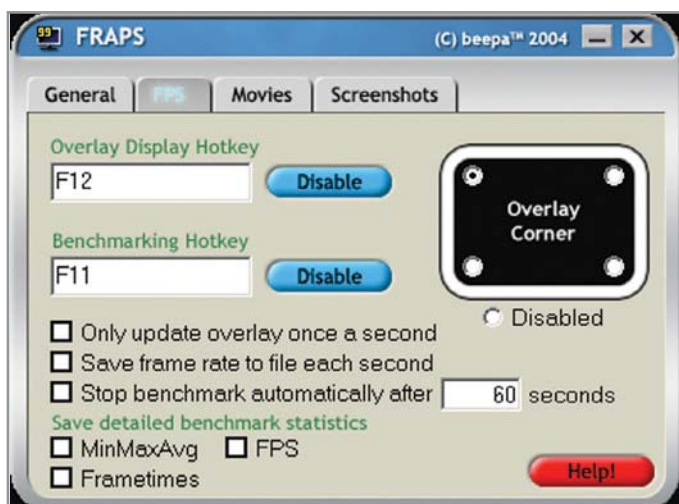 99 FRAPS (C) beepa™ 2004
General FPS Movies Screenshots
Overlay Display Hotkey
F12 Disable
Overlay
Corner
Benchmarking Hotkey
F11 Disable
Disabled
Only update overlay once a second
Save frame rate to file each second
Stop benchmark automatically after 60 seconds
Save detailed benchmark statistics
MinMaxAvg FPS
Frametimes
Help!